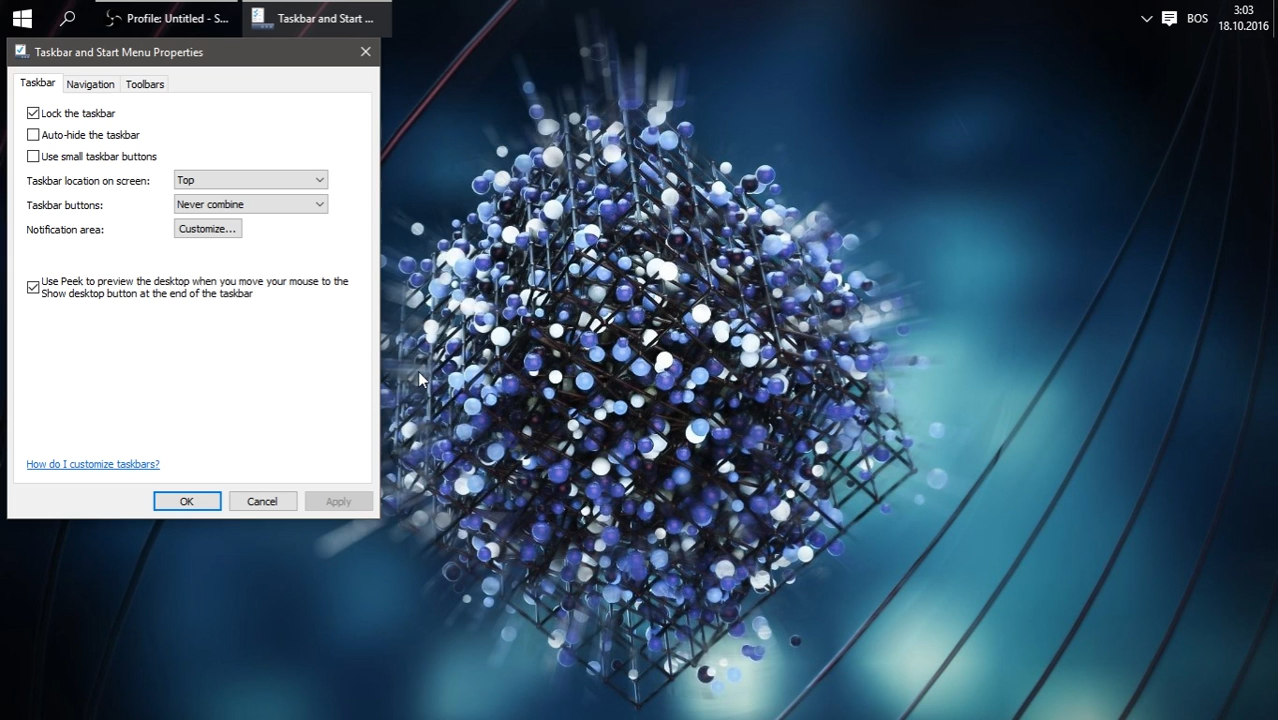 Profile: Untitled - S...
Taskbar and Start ...
BOS
3:03
18.10.2016
Taskbar and Start Menu Properties
Taskbar
Navigation
Toolbars
Lock the taskbar
Auto-hide the taskbar
Use small taskbar buttons
Taskbar location on screen:
Top
Taskbar buttons:
Never combine
Notification area:
Customize...
Use Peek to preview the desktop when you move your mouse to the
Show desktop button at the end of the taskbar
How do I customize taskbars?
OK
Cancel
Apply